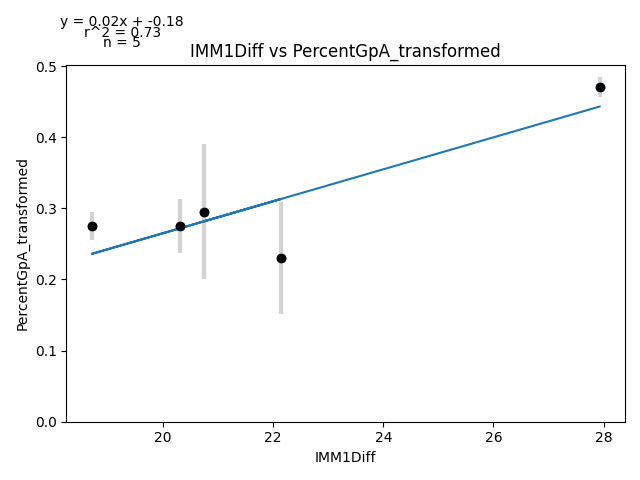 y = 0.02x + -0.18
r^2 = 0.73
n = 5
IMM1Diff vs PercentGpA_transformed
PercentGpA_transformed
0.5
0.4
0.3
0.2
0.1
0.0
20 22 24 26 28
IMM1Diff